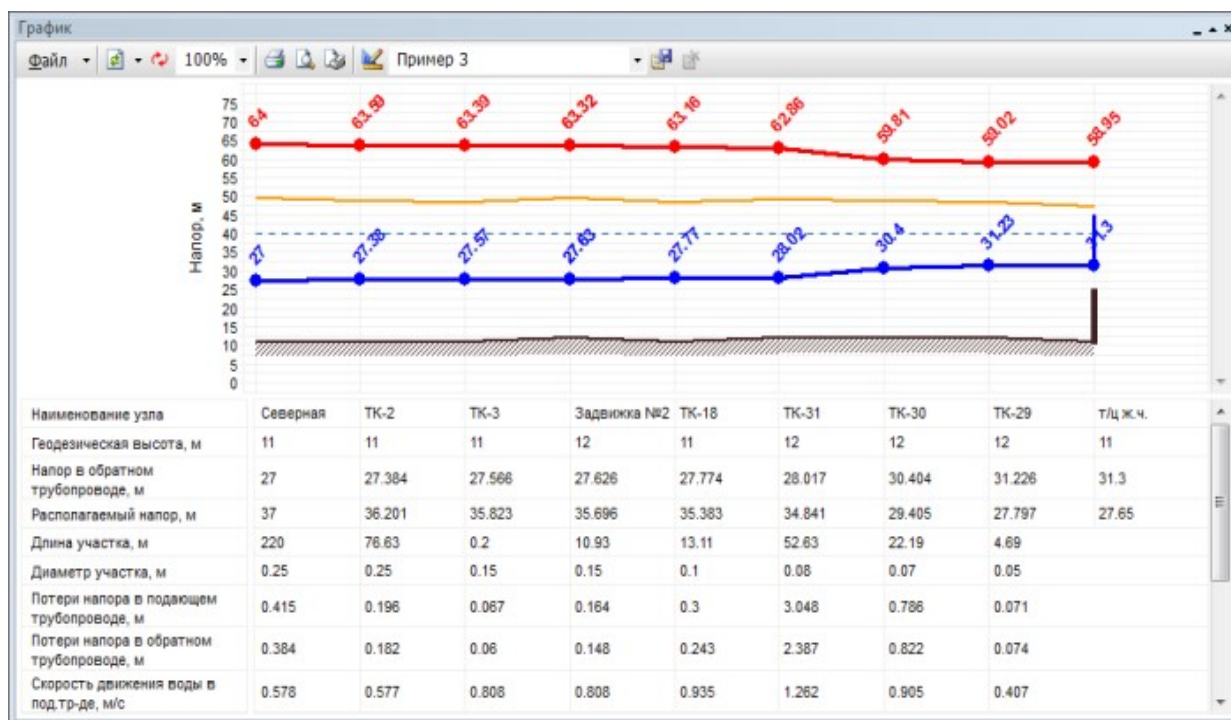 График
Файл 100% Пример 3
75
70
65
60
55
50
45
40
35
30
25
20
15
10
5
0
Напор, м
64 63.59 63.39 63.32 63.16 62.86 59.81 59.02 58.95
27 27.38 27.57 27.63 27.77 28.02 30.4 31.23 31.3
Наименование узла Северная ТК-2 ТК-3 Задвижка №2 ТК-18 ТК-31 ТК-30 ТК-29 т/ц ж.ч.
Геодезическая высота, м 11 11 11 12 11 12 12 12 11
Напор в обратном
трубопроводе, м 27 27.384 27.566 27.626 27.774 28.017 30.404 31.226 31.3
Располагаемый напор, м 37 36.201 35.823 35.696 35.383 34.841 29.405 27.797 27.65
Длина участка, м 220 76.63 0.2 10.93 13.11 52.63 22.19 4.69
Диаметр участка, м 0.25 0.25 0.15 0.15 0.1 0.08 0.07 0.05
Потери напора в подающем
трубопроводе, м 0.415 0.196 0.067 0.164 0.3 3.048 0.786 0.071
Потери напора в обратном
трубопроводе, м 0.384 0.182 0.06 0.148 0.243 2.387 0.822 0.074
Скорость движения воды в
под.тр-де, м/с 0.578 0.577 0.808 0.808 0.935 1.262 0.905 0.407